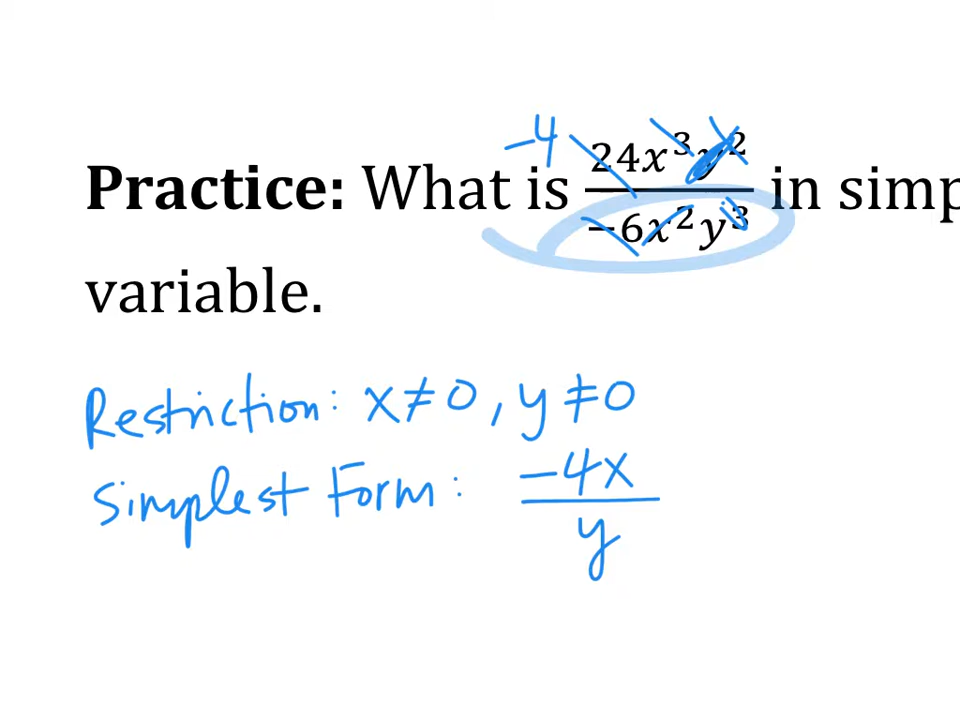 -4
Practice: What is 24x³y² / -6x²y³ in simp
variable.
Restriction: x≠0, y≠0
Simplest Form: -4x / y